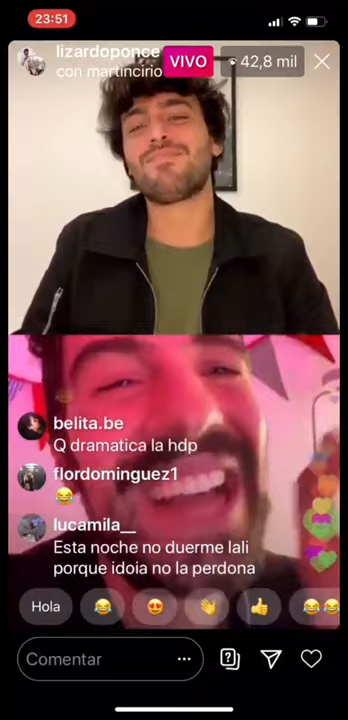 23:51
lizardoponce
con martincirio
VIVO
42,8 mil
belita.be
Q dramatica la hdp
flordominguez1
😂
lucamila__
Esta noche no duerme lali
porque idoia no la perdona
Hola 😂 😍 👋 👍 😂😂
Comentar